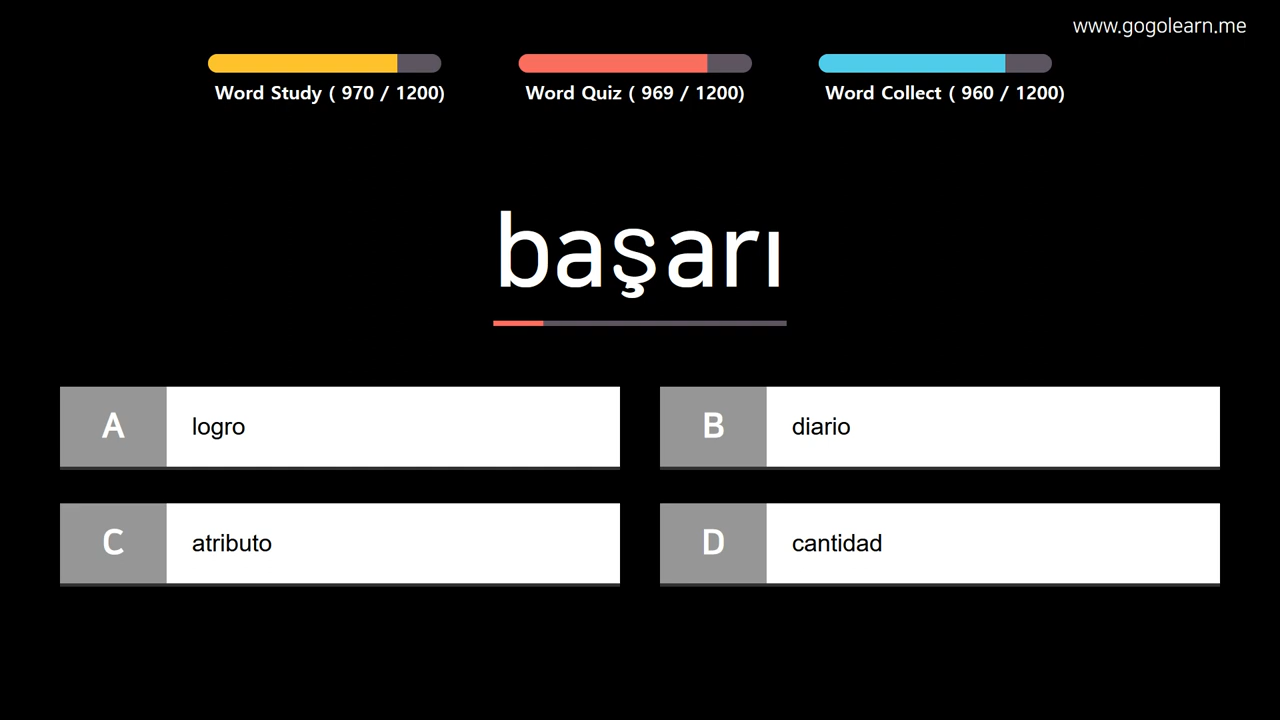 www.gogolearn.me
Word Study ( 970 / 1200)
Word Quiz ( 969 / 1200)
Word Collect ( 960 / 1200)
başarı
A logro
B diario
C atributo
D cantidad